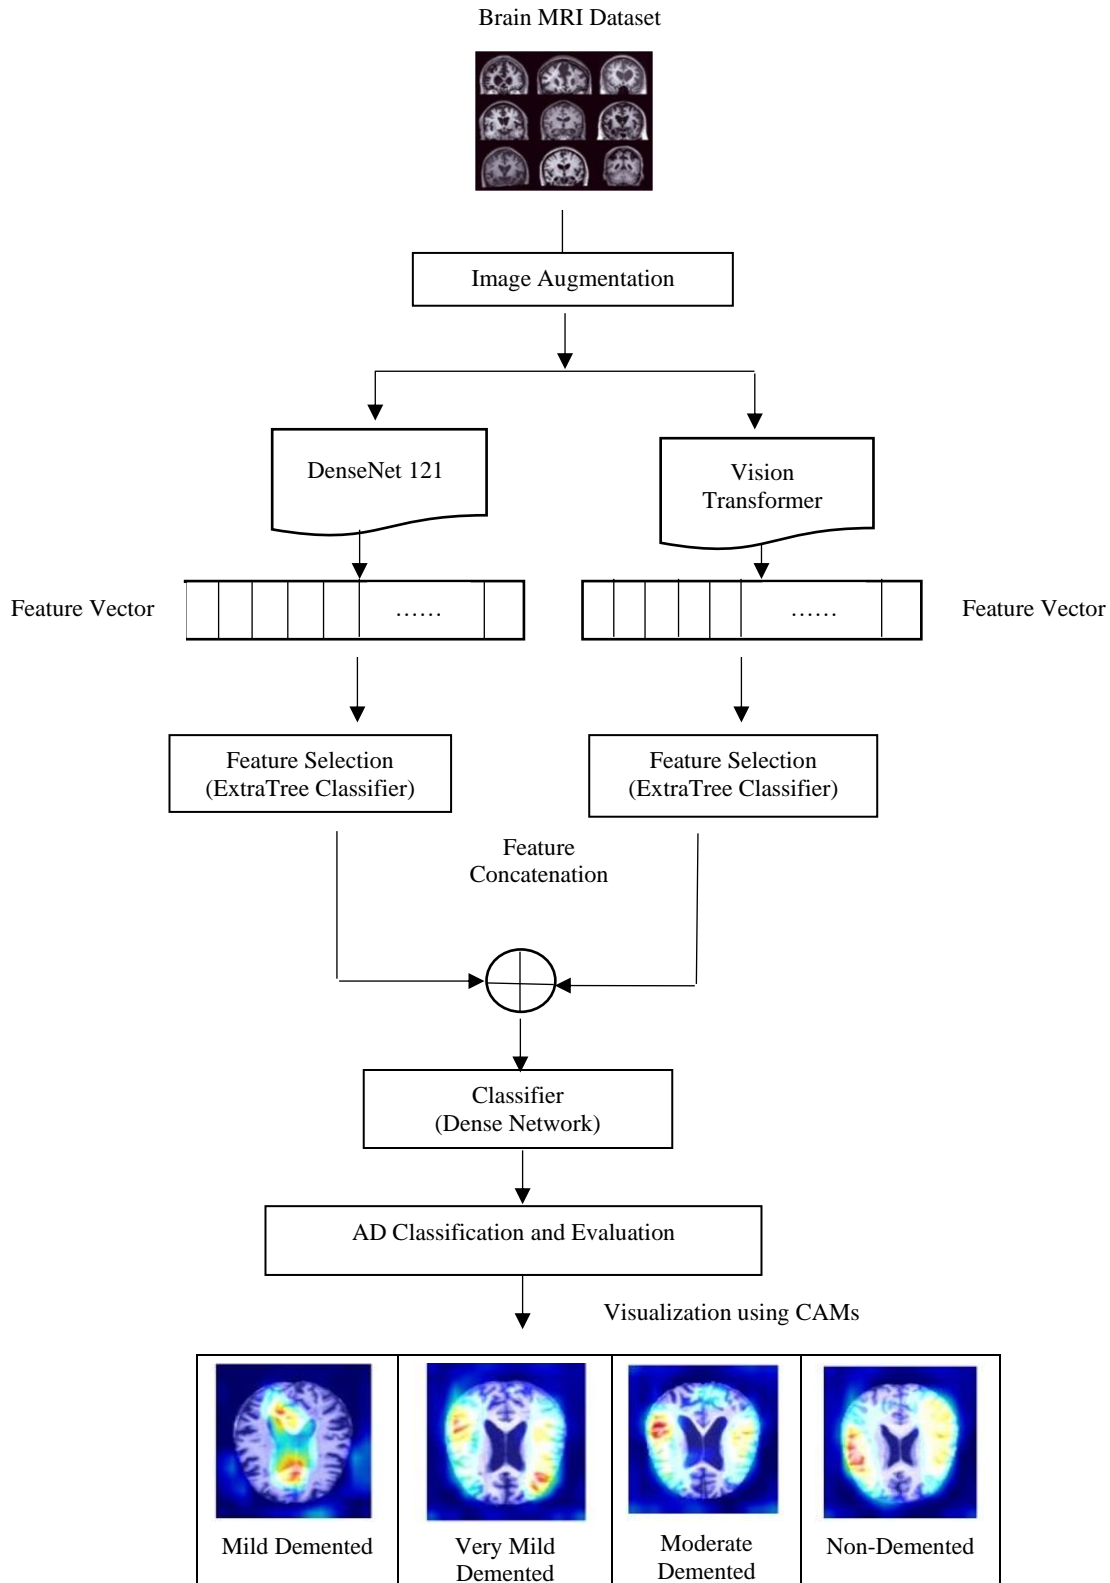 Brain MRI Dataset
Image Augmentation
DenseNet 121
Vision
Transformer
Feature Vector
......
......
Feature Vector
Feature Selection
(ExtraTree Classifier)
Feature Selection
(ExtraTree Classifier)
Feature
Concatenation
Classifier
(Dense Network)
AD Classification and Evaluation
Visualization using CAMs
Mild Demented
Very Mild
Demented
Moderate
Demented
Non-Demented